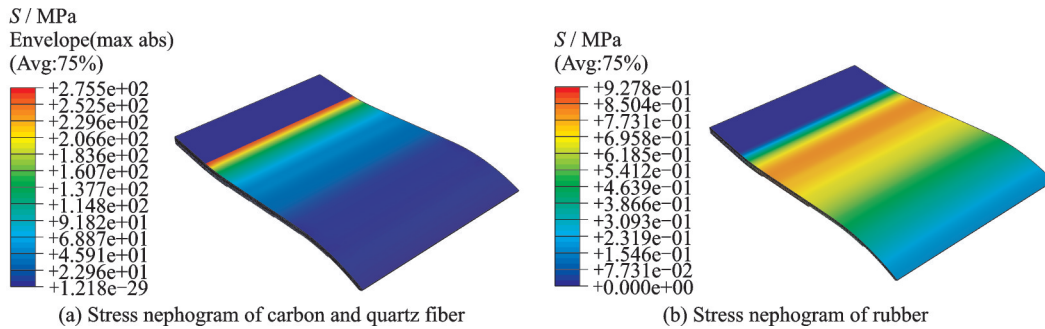 S / MPa
Envelope(max abs)
(Avg:75%)
+2.755e+02
+2.525e+02
+2.296e+02
+2.066e+02
+1.836e+02
+1.607e+02
+1.377e+02
+1.148e+02
+9.182e+01
+6.887e+01
+4.591e+01
+2.296e+01
+1.218e−29
(a) Stress nephogram of carbon and quartz fiber
S / MPa
(Avg:75%)
+9.278e−01
+8.504e−01
+7.731e−01
+6.958e−01
+6.185e−01
+5.412e−01
+4.639e−01
+3.866e−01
+3.093e−01
+2.319e−01
+1.546e−01
+7.731e−02
+0.000e+00
(b) Stress nephogram of rubber